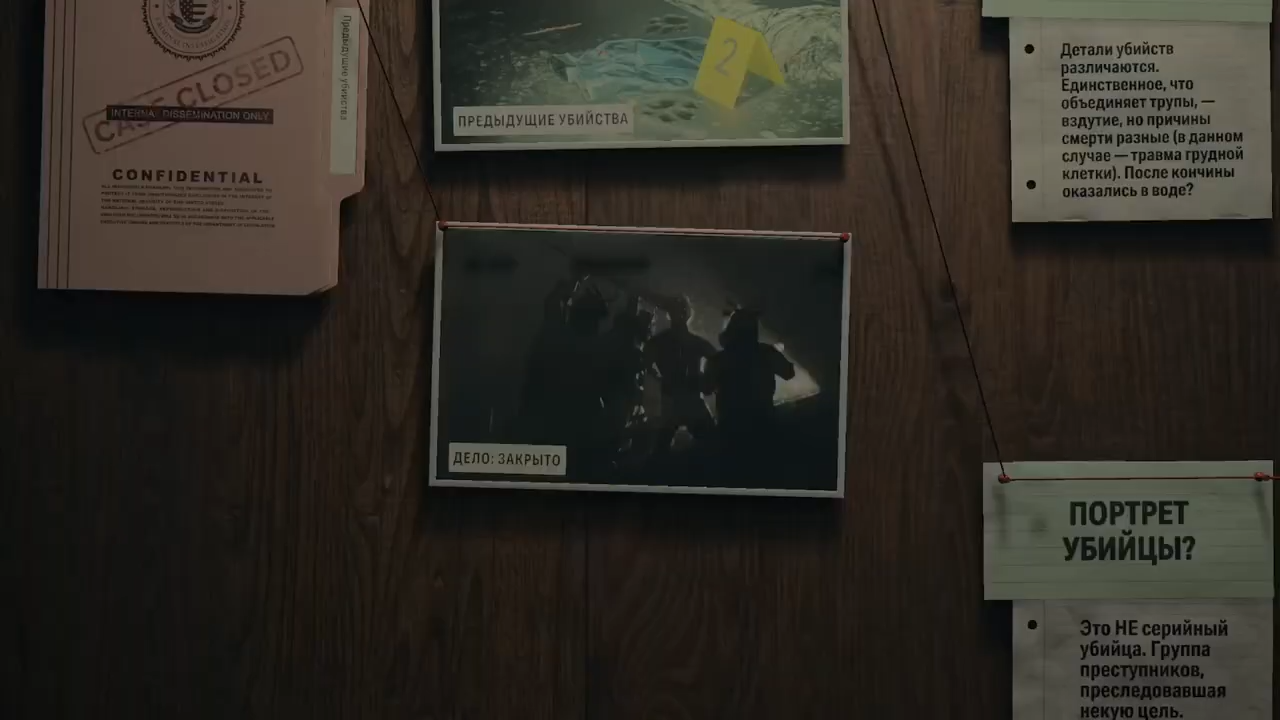 CASE CLOSED
INTERNAL DISSEMINATION ONLY
CONFIDENTIAL
Предыдущие убийства
2
ПРЕДЫДУЩИЕ УБИЙСТВА
ДЕЛО: ЗАКРЫТО
Детали убийств
различаются.
Единственное, что
объединяет трупы, —
вздутие, но причины
смерти разные (в данном
случае — травма грудной
клетки). После кончины
оказались в воде?
ПОРТРЕТ
УБИЙЦЫ?
Это НЕ серийный
убийца. Группа
преступников,
преследовавшая
некую цель.